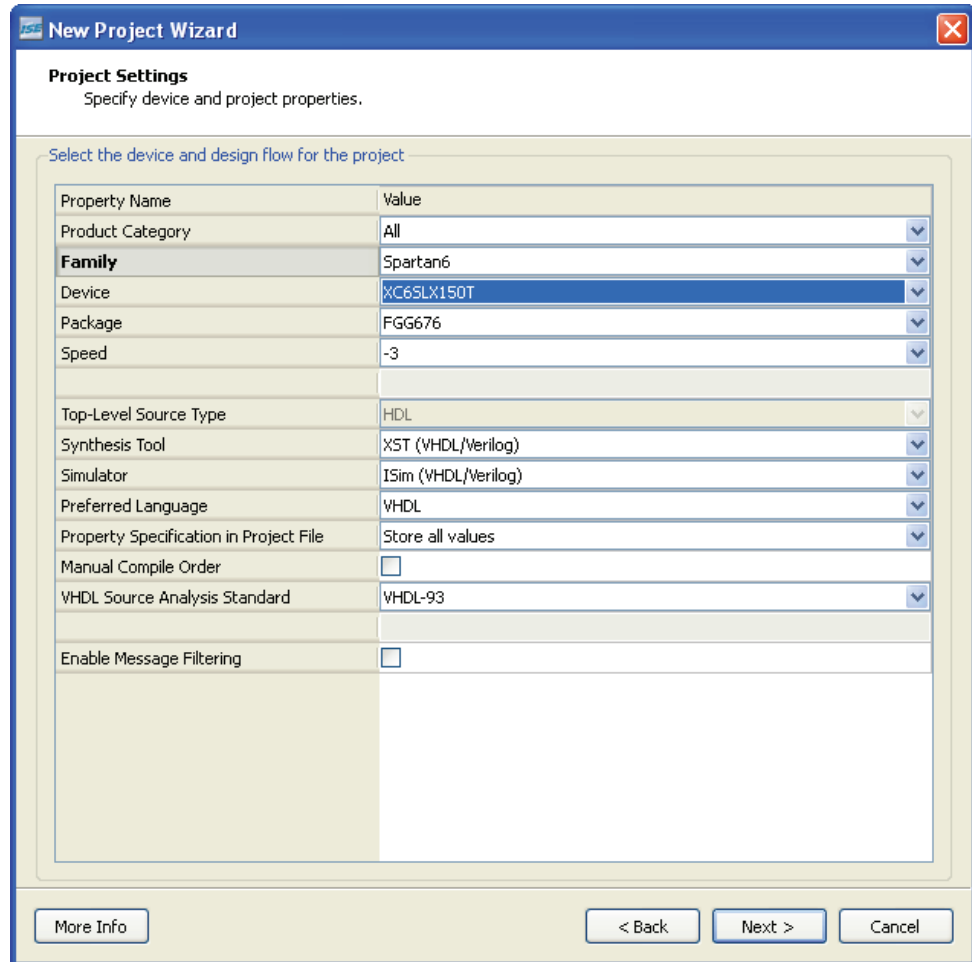 ISE New Project Wizard
Project Settings
Specify device and project properties.
Select the device and design flow for the project
Property Name Value
Product Category All
Family Spartan6
Device XC6SLX150T
Package FGG676
Speed -3
Top-Level Source Type HDL
Synthesis Tool XST (VHDL/Verilog)
Simulator ISim (VHDL/Verilog)
Preferred Language VHDL
Property Specification in Project File Store all values
Manual Compile Order
VHDL Source Analysis Standard VHDL-93
Enable Message Filtering
More Info < Back Next > Cancel